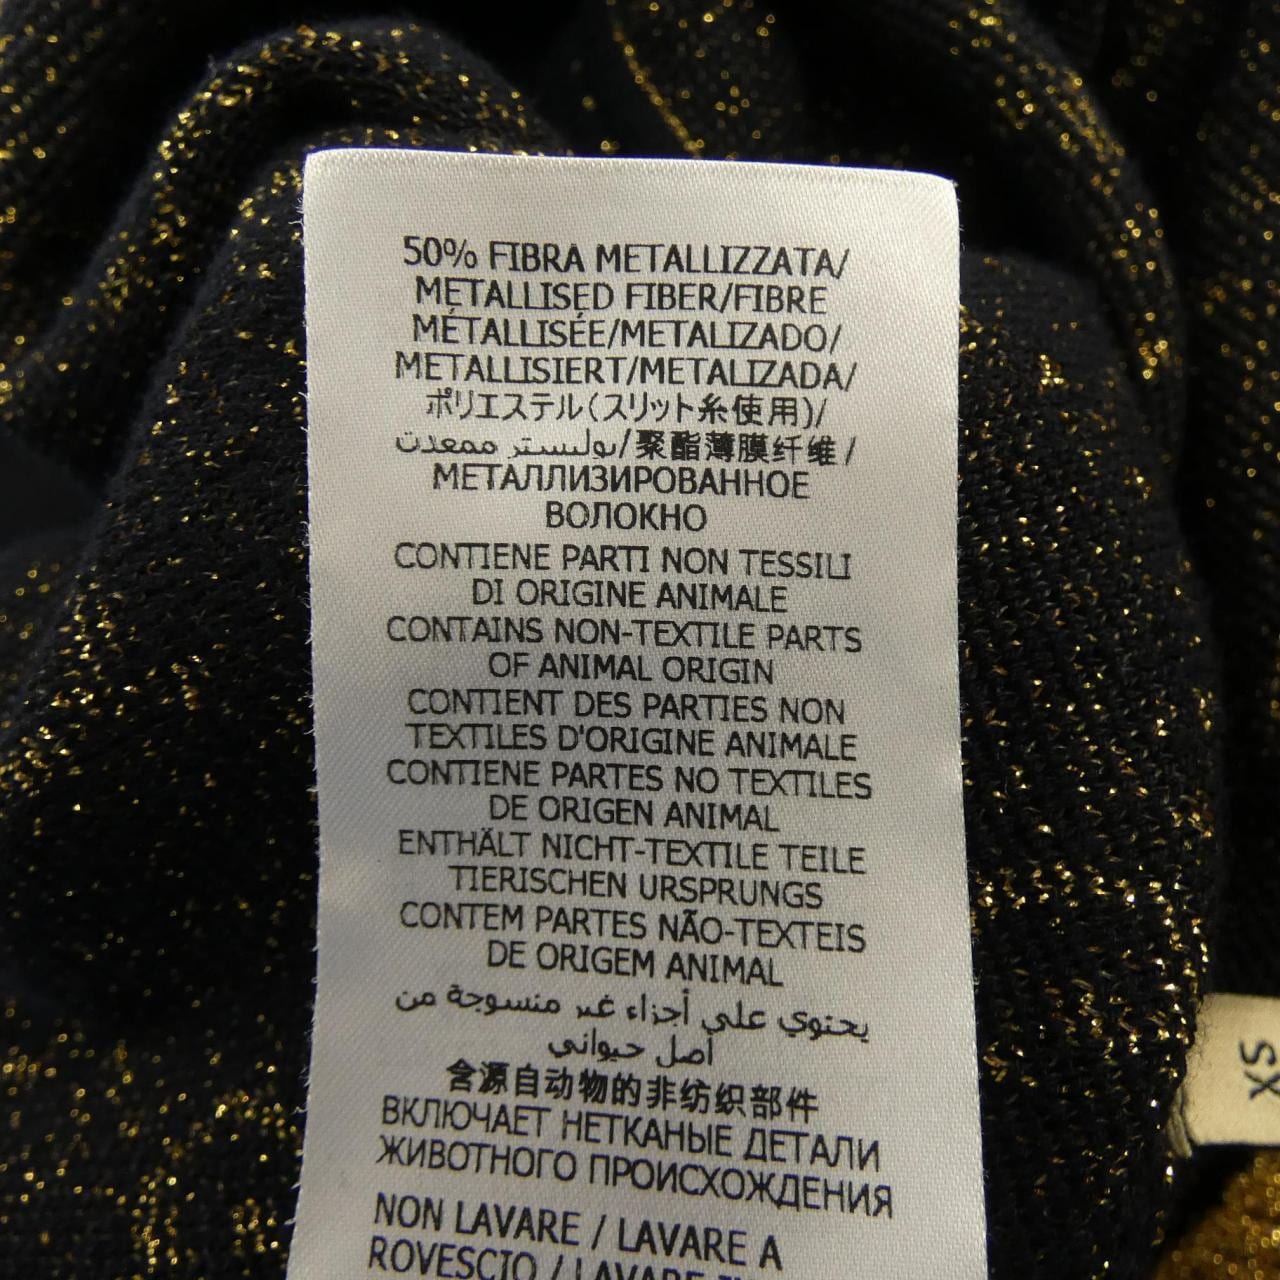 50% FIBRA METALLIZZATA/
METALLISED FIBER/FIBRE
MÉTALLISÉE/METALIZADO/
METALLISIERT/METALIZADA/
ポリエステル(スリット糸使用)/
بوليستر ممعدن/聚酯薄膜纤维/
МЕТАЛЛИЗИРОВАННОЕ
ВОЛОКНО
CONTIENE PARTI NON TESSILI
DI ORIGINE ANIMALE
CONTAINS NON-TEXTILE PARTS
OF ANIMAL ORIGIN
CONTIENT DES PARTIES NON
TEXTILES D'ORIGINE ANIMALE
CONTIENE PARTES NO TEXTILES
DE ORIGEN ANIMAL
ENTHÄLT NICHT-TEXTILE TEILE
TIERISCHEN URSPRUNGS
CONTEM PARTES NÃO-TEXTEIS
DE ORIGEM ANIMAL
يحتوي على أجزاء غير منسوجة من
أصل حيواني
含源自动物的非纺织部件
ВКЛЮЧАЕТ НЕТКАНЫЕ ДЕТАЛИ
ЖИВОТНОГО ПРОИСХОЖДЕНИЯ
NON LAVARE / LAVARE A
ROVESCIO / LAVARE
XS